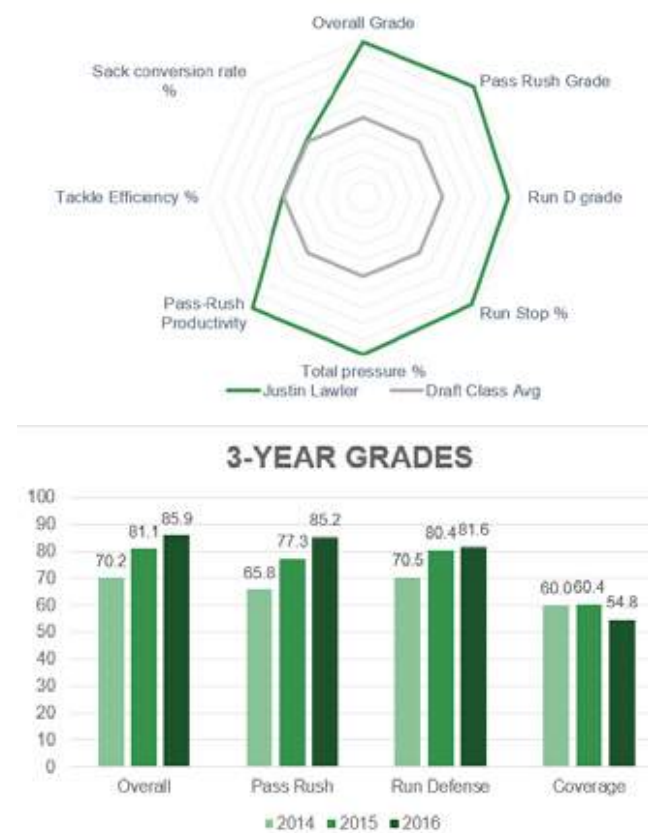 Overall Grade
Sack conversion rate
%
Pass Rush Grade
Tackle Efficiency %
Run D grade
Pass-Rush
Productivity
Run Stop %
Total pressure %
Justin Lawler Draft Class Avg
3-YEAR GRADES
100
90
80
70
60
50
40
30
20
10
0
70.2 81.1 85.9
65.8 77.3 85.2
70.5 80.4 81.6
60.0 60.4 54.8
Overall Pass Rush Run Defense Coverage
2014 2015 2016